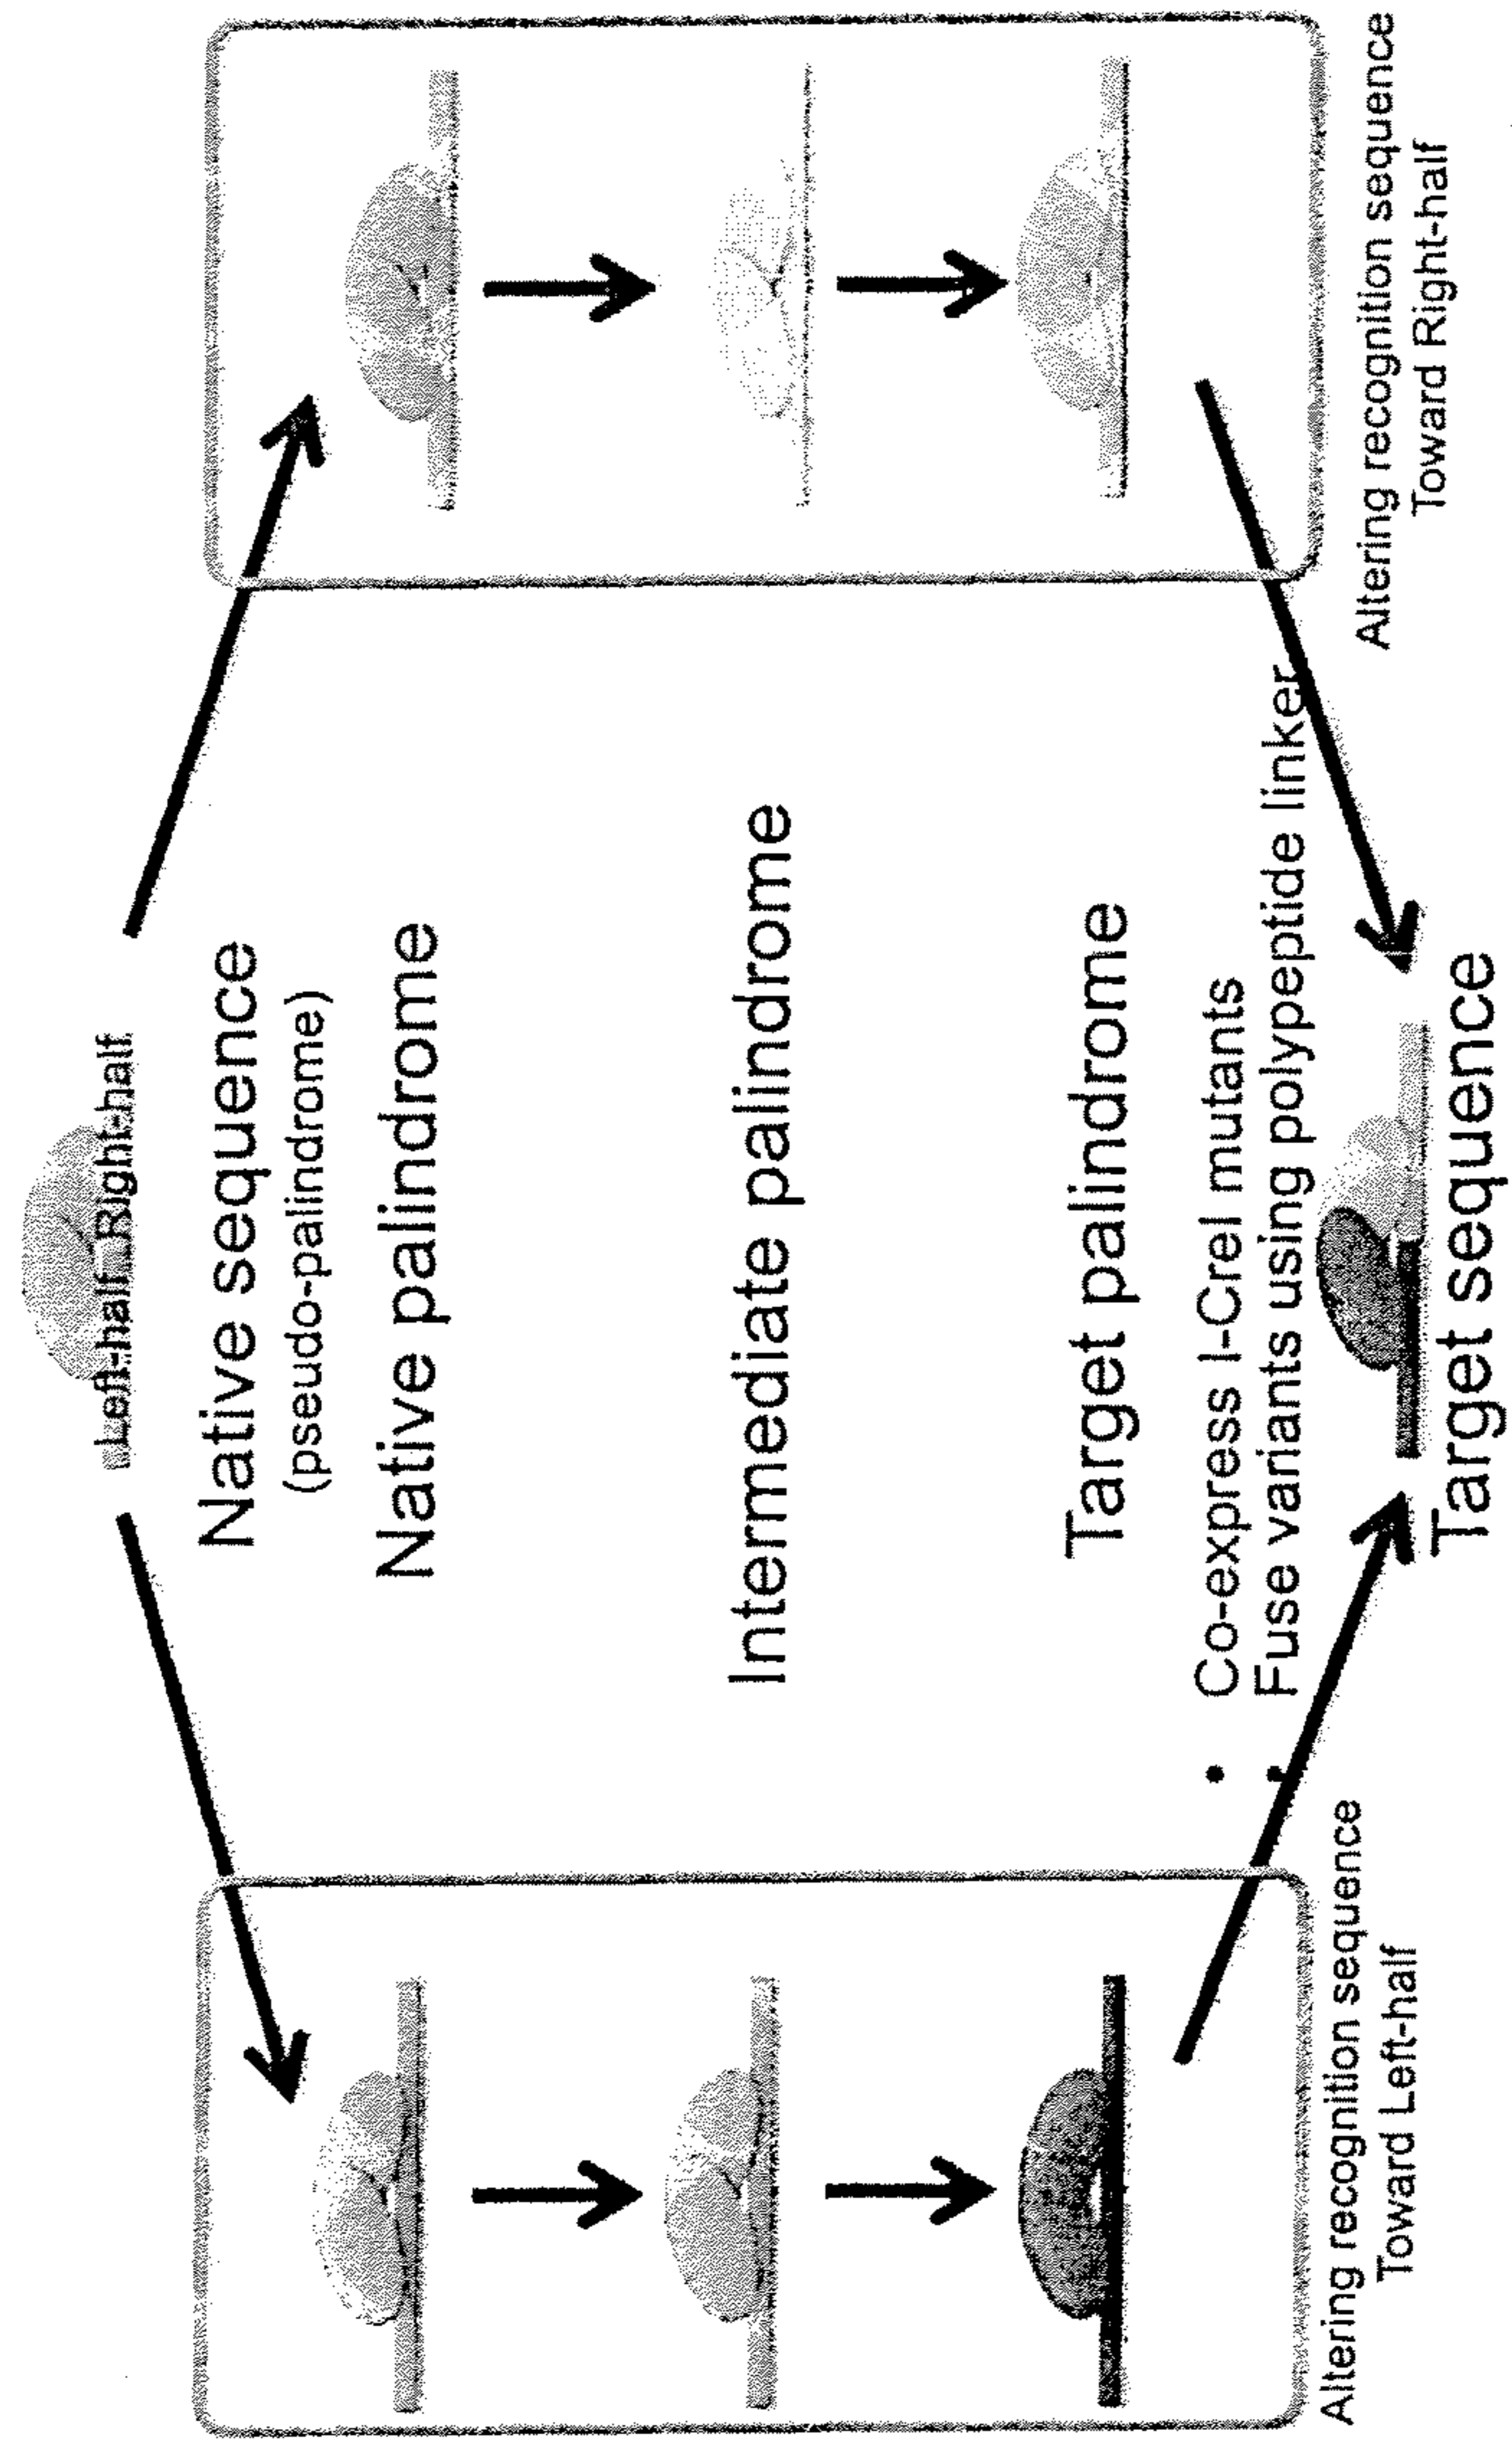 Left-half Right-half
Native sequence
(pseudo-palindrome)
Native palindrome
Intermediate palindrome
Target palindrome
• Co-express I-CreI mutants
• Fuse variants using polypeptide linker
Target sequence
Altering recognition sequence
Toward Left-half
Altering recognition sequence
Toward Right-half